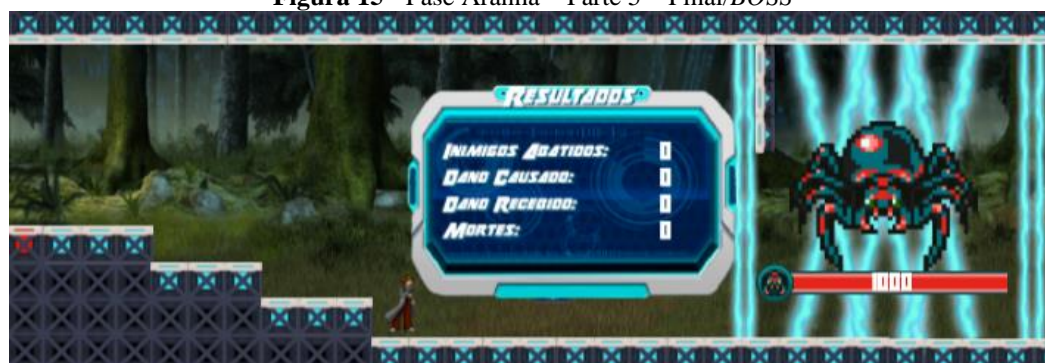 Figura 15 - Fase Aranha – Parte 3 – Final/BOSS
RESULTADOS
INIMIGOS ABATIDOS: 0
DANO CAUSADO: 0
DANO RECEBIDO: 0
MORTES: 0
1000